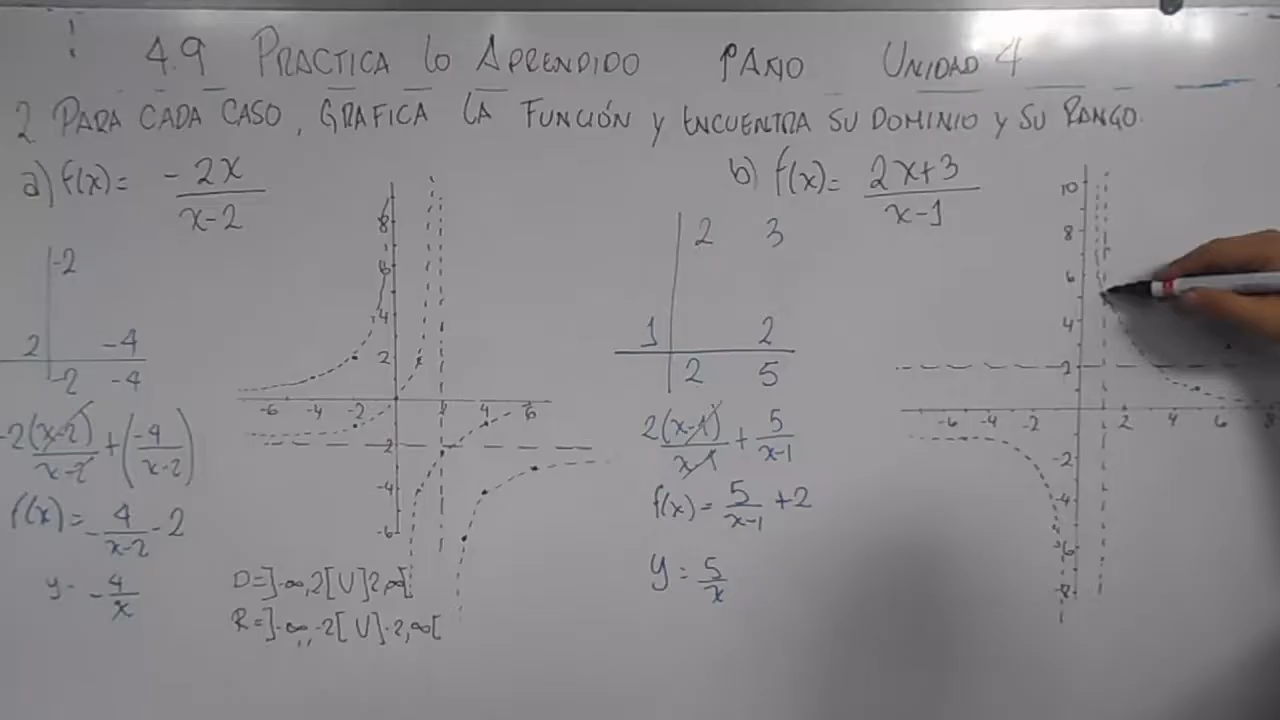 4.9 PRACTICA LO APRENDIDO PAMO UNIDAD 4
2 PARA CADA CASO, GRAFICA LA FUNCIÓN Y ENCUENTRA SU DOMINIO Y SU RANGO.
a) f(x)= -2x/x-2
-2
2 -4
-2 -4
-2(x-2)/x-2 + (-4/x-2)
f(x)= -4/x-2 -2
y= -4/x
8
6
4
2
-6 -4 -2 4 6
-2
-4
-6
D=]-∞,2[U]2,∞[
R=]-∞,-2[U]-2,∞[
b) f(x)= 2x+3/x-1
2 3
1 2
2 5
2(x-1)/x-1 + 5/x-1
f(x)= 5/x-1 +2
y= 5/x
10
8
6
4
2
-6 -4 -2 2 4 6 8
-2
-4
-6
-8